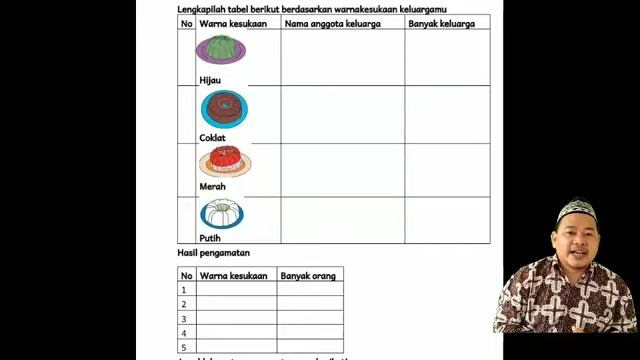 Lengkapilah tabel berikut berdasarkan warnakesukaan keluargamu
No Warna kesukaan Nama anggota keluarga Banyak keluarga
Hijau
Coklat
Merah
Putih
Hasil pengamatan
No Warna kesukaan Banyak orang
1
2
3
4
5